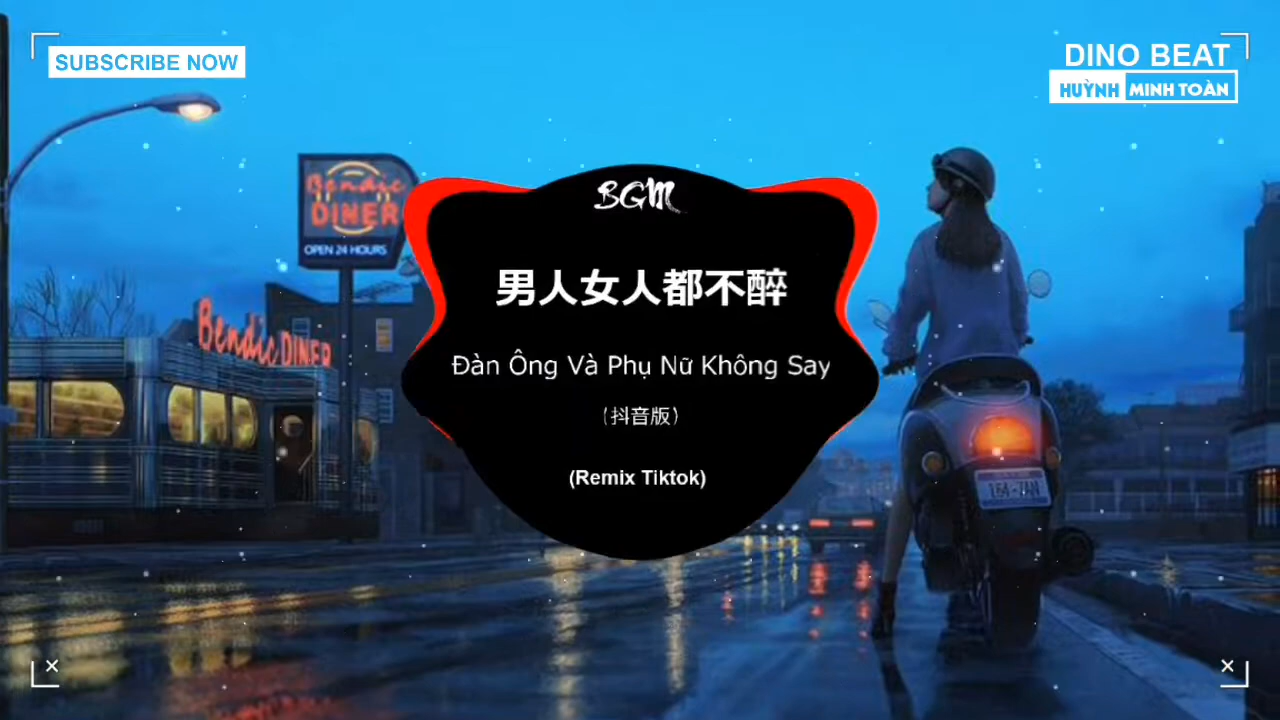 SUBSCRIBE NOW
DINO BEAT
HUỲNH MINH TOÀN
Bendic
DINER
OPEN 24 HOURS
BGM
男人女人都不醉
Bendic DINER
Đàn Ông Và Phụ Nữ Không Say
(抖音版)
(Remix Tiktok)